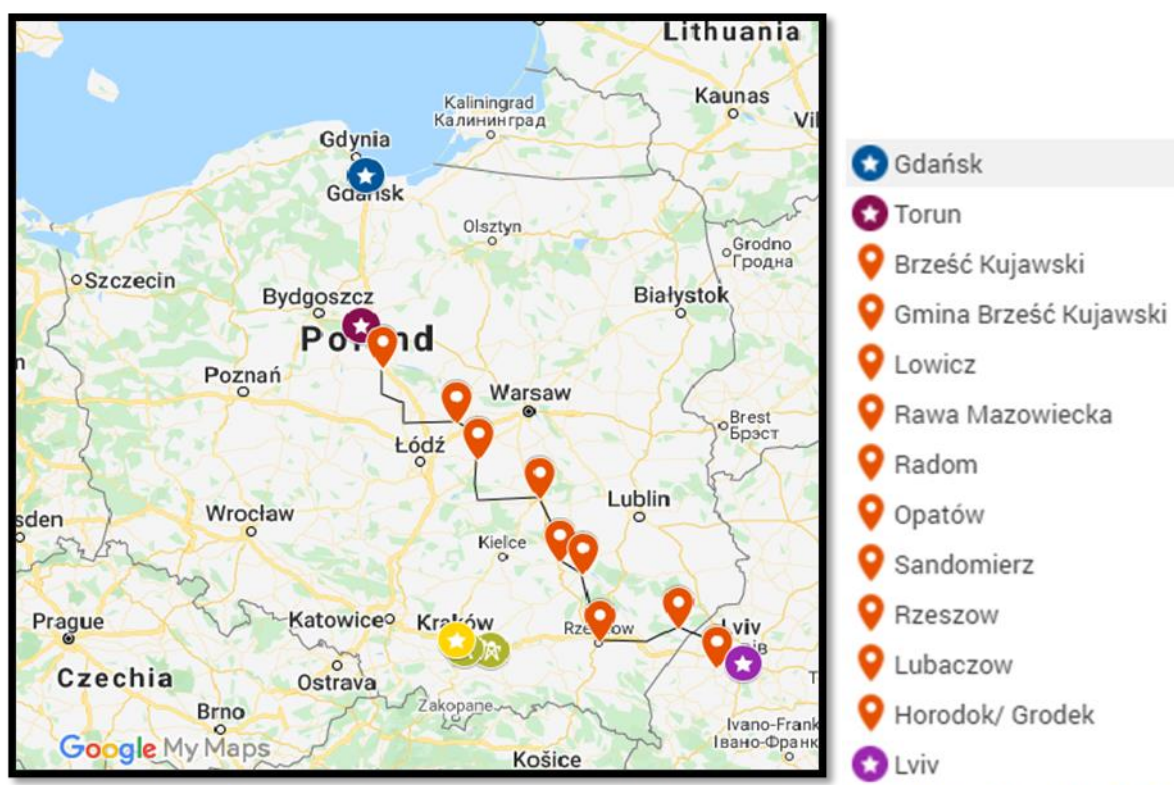 Lithuania
Kaunas
Kaliningrad
Калининград
Gdynia
Gdańsk
Olsztyn
Grodno
Гродна
Szczecin
Bydgoszcz
Białystok
Poznań
Warsaw
Brest
Брэст
Łódź
Lublin
Wrocław
Kielce
Prague
Katowice
Kraków
Lviv
Czechia
Ostrava
Zakopane
Brno
Ivano-Frank
Івано-Франк
Košice
Google My Maps
Gdańsk
Torun
Brześć Kujawski
Gmina Brześć Kujawski
Lowicz
Rawa Mazowiecka
Radom
Opatów
Sandomierz
Rzeszow
Lubaczow
Horodok/ Grodek
Lviv